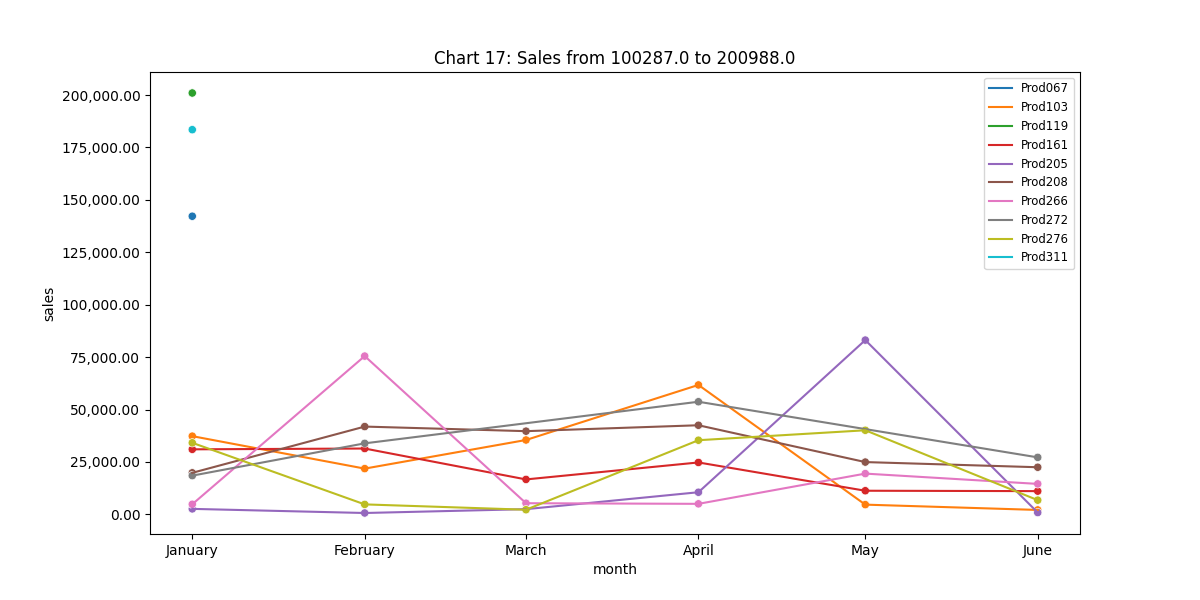 Chart 17: Sales from 100287.0 to 200988.0
200,000.00
175,000.00
150,000.00
125,000.00
100,000.00
75,000.00
50,000.00
25,000.00
0.00
sales
Prod067
Prod103
Prod119
Prod161
Prod205
Prod208
Prod266
Prod272
Prod276
Prod311
January February March April May June
month